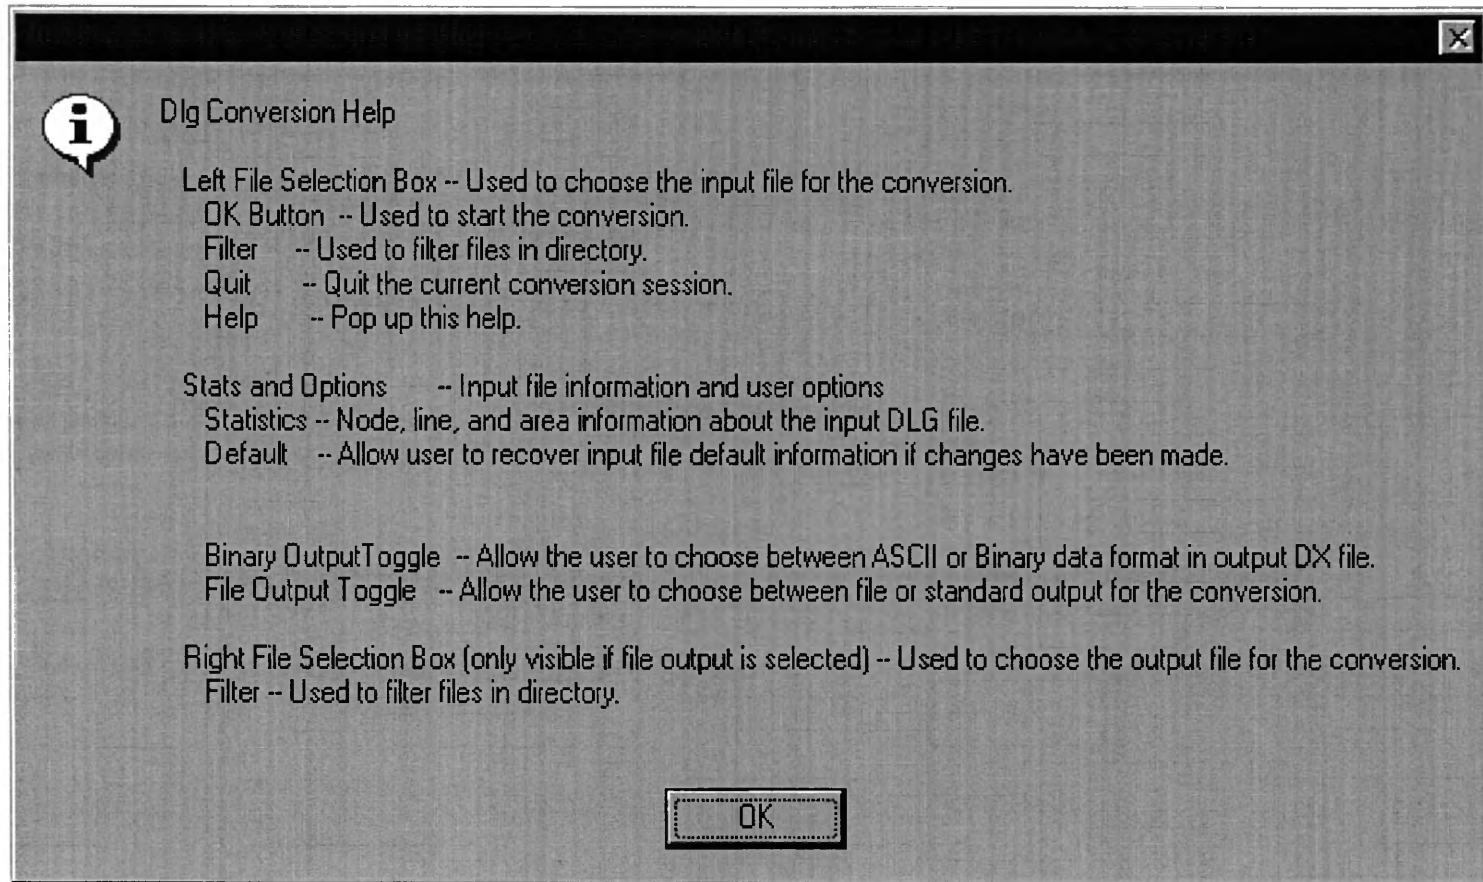 Dlg Conversion Help
Left File Selection Box -- Used to choose the input file for the conversion.
OK Button -- Used to start the conversion.
Filter -- Used to filter files in directory.
Quit -- Quit the current conversion session.
Help -- Pop up this help.
Stats and Options -- Input file information and user options
Statistics -- Node, line, and area information about the input DLG file.
Default -- Allow user to recover input file default information if changes have been made.
Binary OutputToggle -- Allow the user to choose between ASCII or Binary data format in output DX file.
File Output Toggle -- Allow the user to choose between file or standard output for the conversion.
Right File Selection Box (only visible if file output is selected) -- Used to choose the output file for the conversion.
Filter -- Used to filter files in directory.
OK